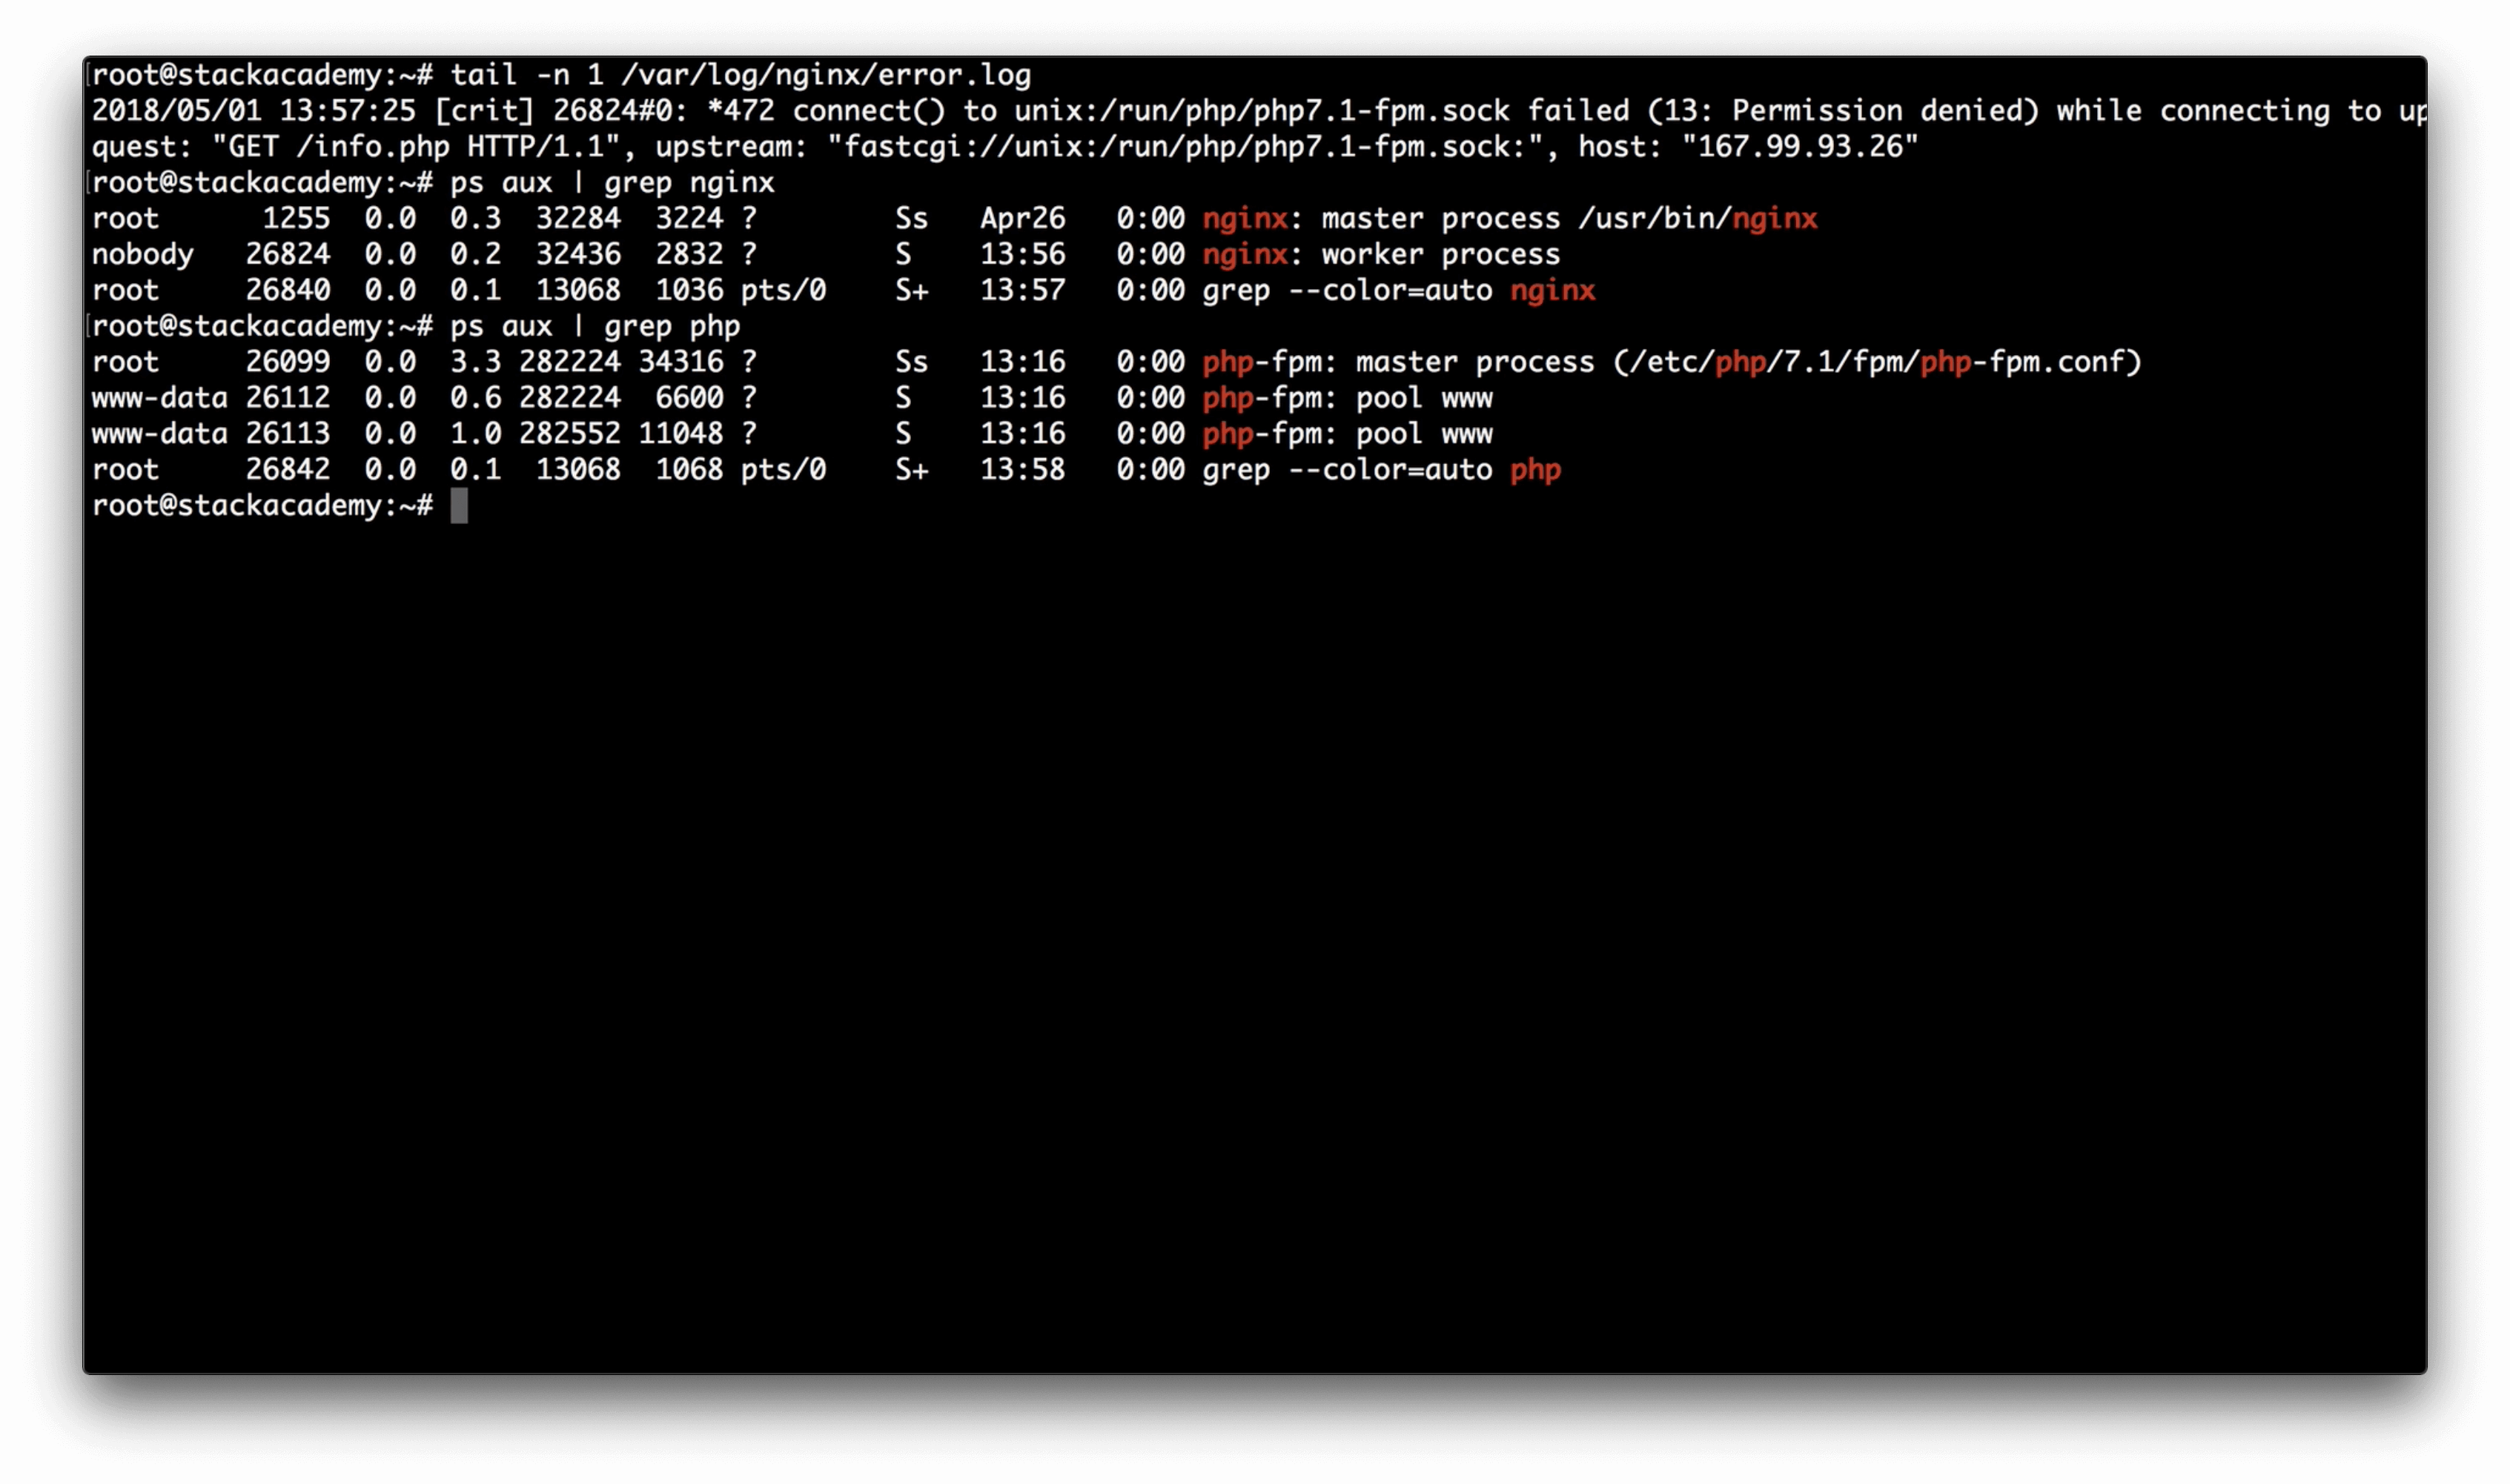 root@stackacademy:~# tail -n 1 /var/log/nginx/error.log
2018/05/01 13:57:25 [crit] 26824#0: *472 connect() to unix:/run/php/php7.1-fpm.sock failed (13: Permission denied) while connecting to up
quest: "GET /info.php HTTP/1.1", upstream: "fastcgi://unix:/run/php/php7.1-fpm.sock:", host: "167.99.93.26"
root@stackacademy:~# ps aux | grep nginx
root      1255  0.0  0.3  32284  3224 ?        Ss   Apr26   0:00 nginx: master process /usr/bin/nginx
nobody   26824  0.0  0.2  32436  2832 ?        S    13:56   0:00 nginx: worker process
root     26840  0.0  0.1  13068  1036 pts/0    S+   13:57   0:00 grep --color=auto nginx
root@stackacademy:~# ps aux | grep php
root     26099  0.0  3.3 282224 34316 ?        Ss   13:16   0:00 php-fpm: master process (/etc/php/7.1/fpm/php-fpm.conf)
www-data 26112  0.0  0.6 282224  6600 ?        S    13:16   0:00 php-fpm: pool www
www-data 26113  0.0  1.0 282552 11048 ?        S    13:16   0:00 php-fpm: pool www
root     26842  0.0  0.1  13068  1068 pts/0    S+   13:58   0:00 grep --color=auto php
root@stackacademy:~#